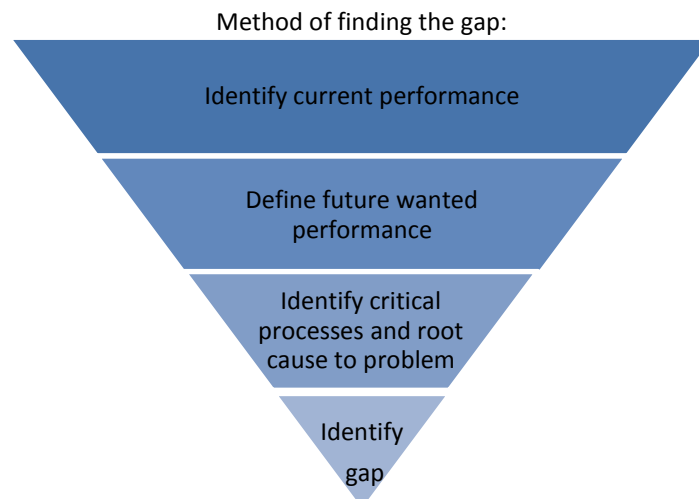 Method of finding the gap:
Identify current performance
Define future wanted
performance
Identify critical
processes and root
cause to problem
Identify
gap